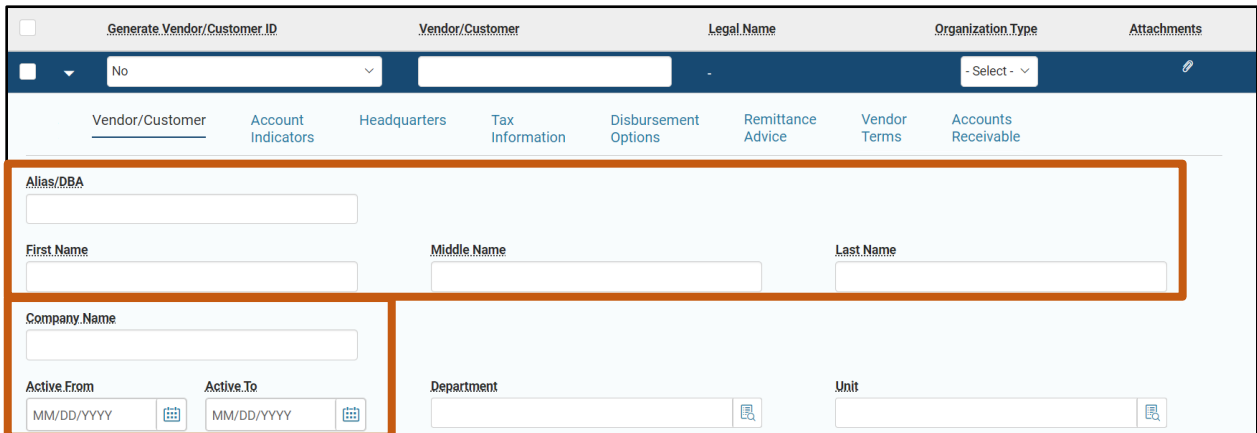 Generate Vendor/Customer ID Vendor/Customer Legal Name Organization Type Attachments
No - - Select -
Vendor/Customer Account Indicators Headquarters Tax Information Disbursement Options Remittance Advice Vendor Terms Accounts Receivable
Alias/DBA
First Name Middle Name Last Name
Company Name
Active From Active To Department Unit
MM/DD/YYYY MM/DD/YYYY